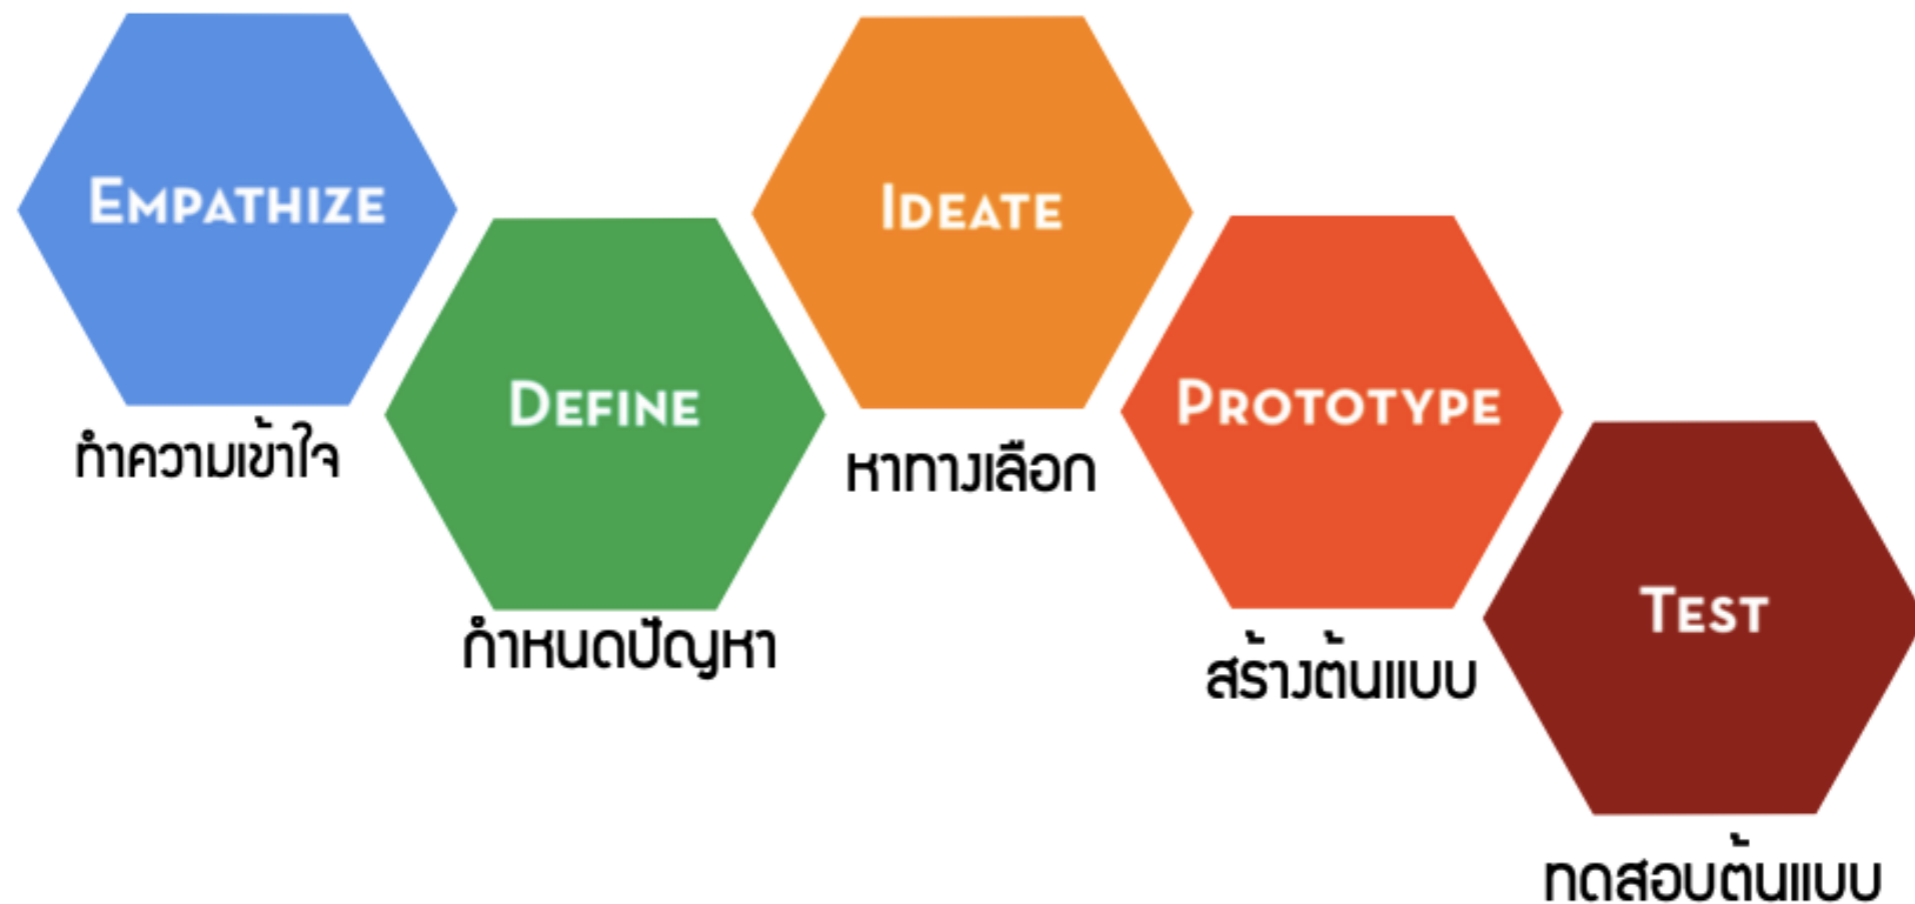 EMPATHIZE
ทำความเข้าใจ
DEFINE
กำหนดปัญหา
IDEATE
หาทางเลือก
PROTOTYPE
สร้างต้นแบบ
TEST
ทดสอบต้นแบบ